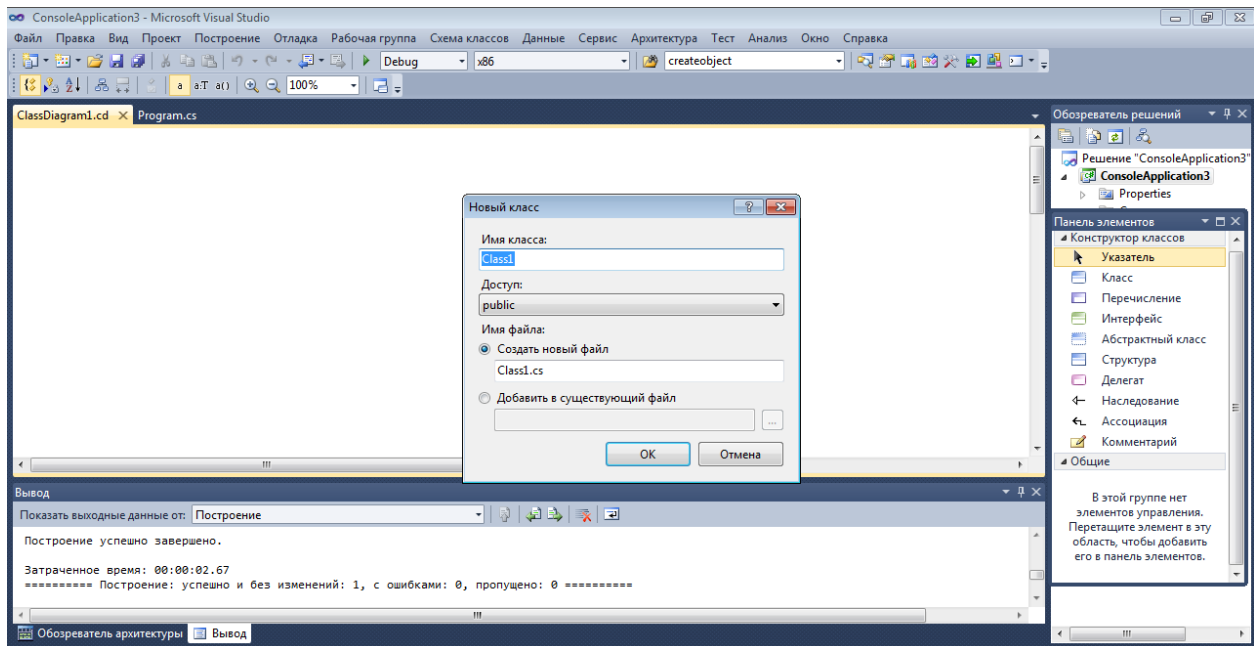 ConsoleApplication3 - Microsoft Visual Studio
Файл Правка Вид Проект Построение Отладка Рабочая группа Схема классов Данные Сервис Архитектура Тест Анализ Окно Справка
Debug x86 createobject
a a:T a() 100%
ClassDiagram1.cd Program.cs
Обозреватель решений
Решение "ConsoleApplication3"
ConsoleApplication3
Properties
Новый класс
Имя класса:
Class1
Доступ:
public
Имя файла:
Создать новый файл
Class1.cs
Добавить в существующий файл
...
ОК Отмена
Панель элементов
Конструктор классов
Указатель
Класс
Перечисление
Интерфейс
Абстрактный класс
Структура
Делегат
Наследование
Ассоциация
Комментарий
Общие
В этой группе нет
элементов управления.
Перетащите элемент в эту
область, чтобы добавить
его в панель элементов.
Вывод
Показать выходные данные от: Построение
Построение успешно завершено.
Затраченное время: 00:00:02.67
========== Построение: успешно и без изменений: 1, с ошибками: 0, пропущено: 0 ==========
Обозреватель архитектуры Вывод